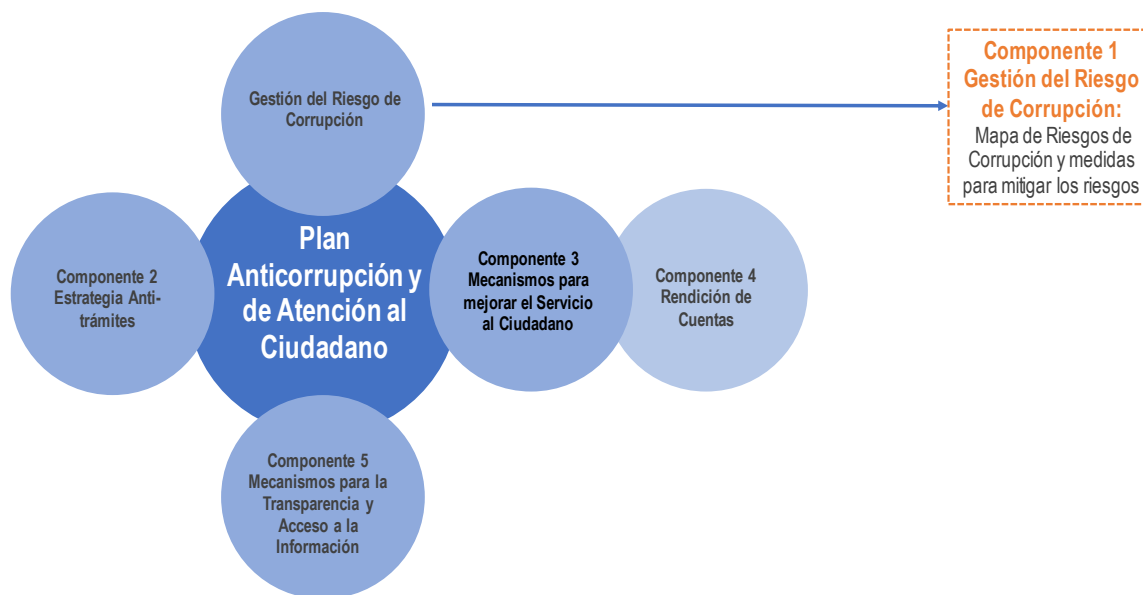 Gestión del Riesgo de
Corrupción
Componente 1
Gestión del Riesgo
de Corrupción:
Mapa de Riesgos de
Corrupción y medidas
para mitigar los riesgos
Componente 2
Estrategia Anti-
trámites
Plan
Anticorrupción y
de Atención al
Ciudadano
Componente 3
Mecanismos para
mejorar el Servicio
al Ciudadano
Componente 4
Rendición de
Cuentas
Componente 5
Mecanismos para la
Transparencia y
Acceso a la
Información